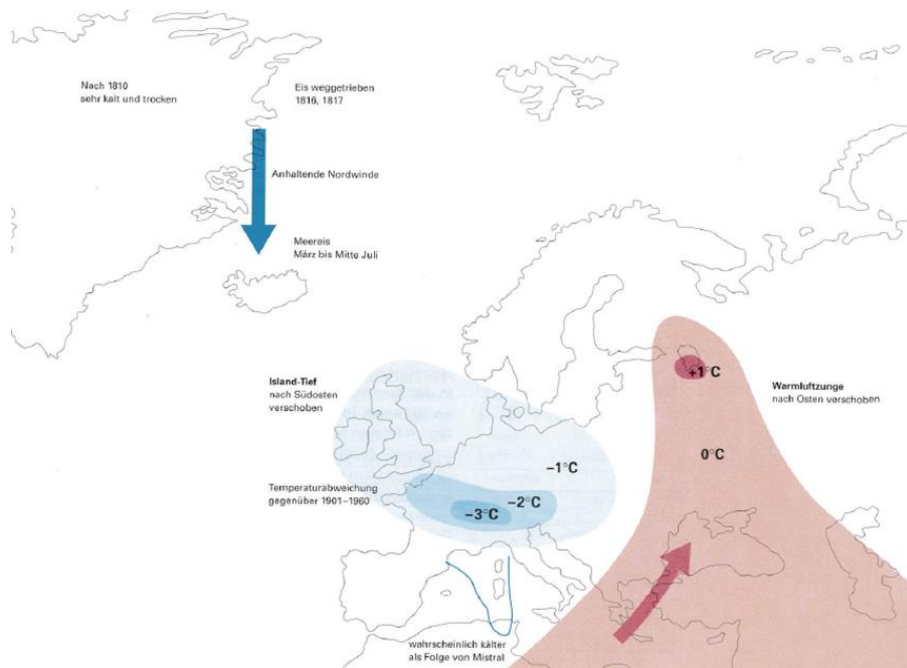 Nach 1810
sehr kalt und trocken
Eis weggetrieben
1816, 1817
Anhaltende Nordwinde
Meereis
März bis Mitte Juli
Island-Tief
nach Südosten
verschoben
+1°C
Warmluftzunge
nach Osten verschoben
0°C
−1°C
Temperaturabweichung
gegenüber 1901–1960
−2°C
−3°C
wahrscheinlich kälter
als Folge von Mistral